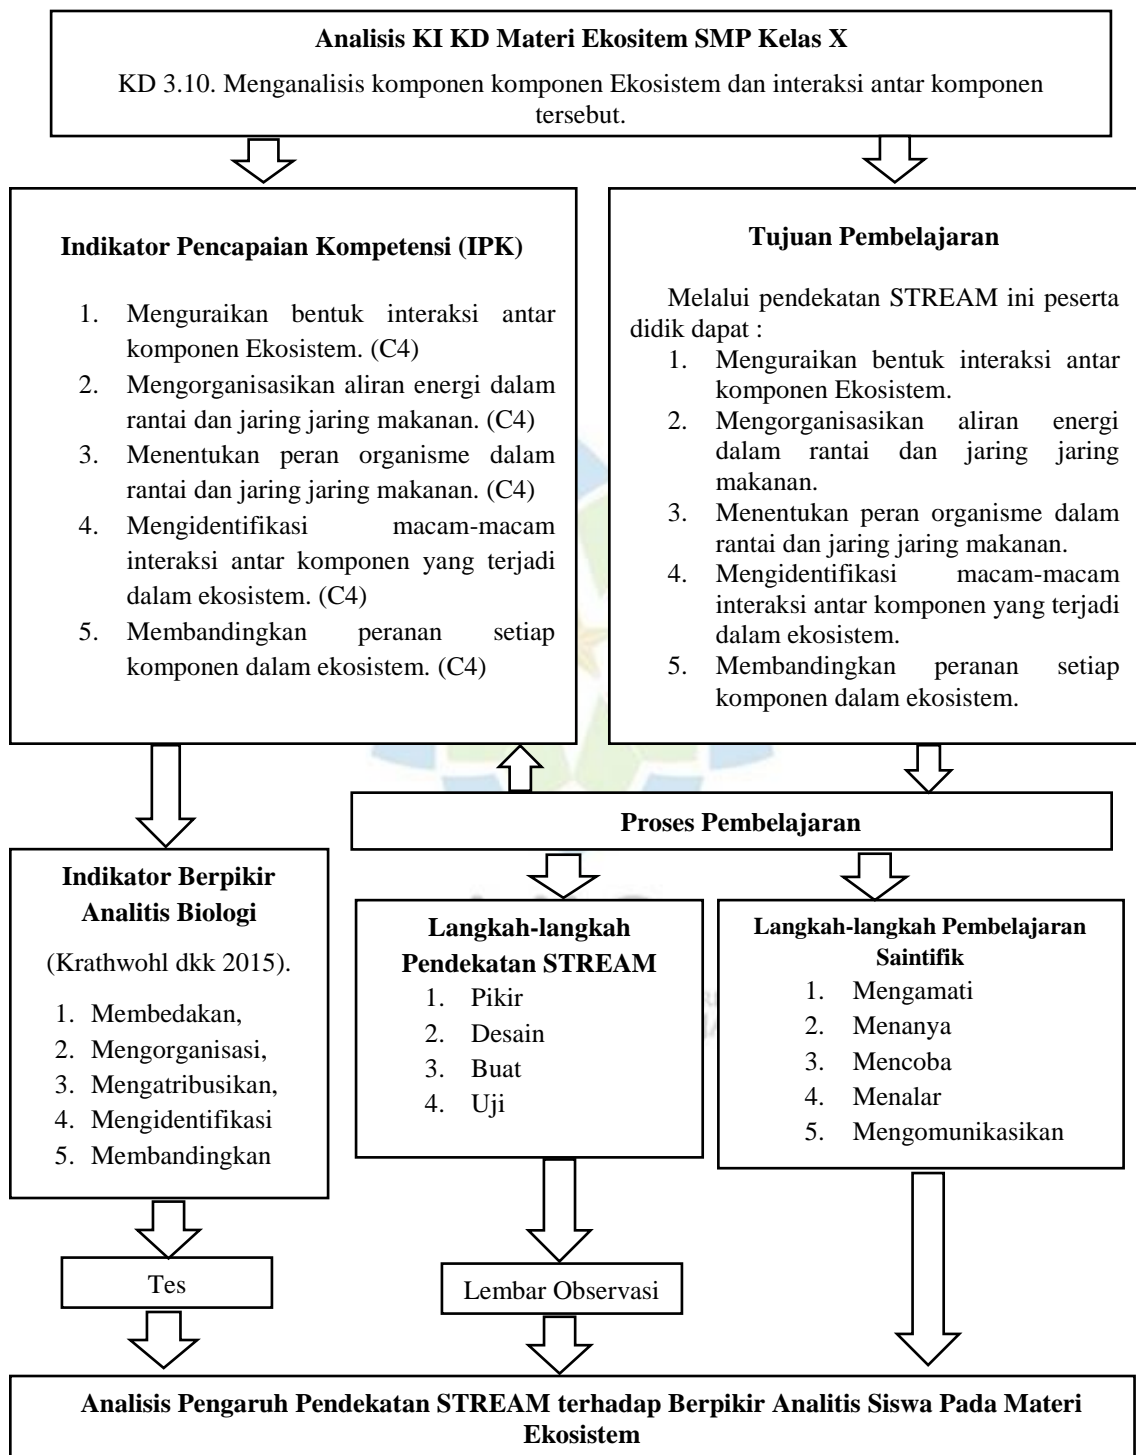 Analisis KI KD Materi Ekositem SMP Kelas X
KD 3.10. Menganalisis komponen komponen Ekosistem dan interaksi antar komponen
tersebut.
Indikator Pencapaian Kompetensi (IPK)
1. Menguraikan bentuk interaksi antar
komponen Ekosistem. (C4)
2. Mengorganisasikan aliran energi dalam
rantai dan jaring jaring makanan. (C4)
3. Menentukan peran organisme dalam
rantai dan jaring jaring makanan. (C4)
4. Mengidentifikasi macam-macam
interaksi antar komponen yang terjadi
dalam ekosistem. (C4)
5. Membandingkan peranan setiap
komponen dalam ekosistem. (C4)
Tujuan Pembelajaran
Melalui pendekatan STREAM ini peserta
didik dapat :
1. Menguraikan bentuk interaksi antar
komponen Ekosistem.
2. Mengorganisasikan aliran energi
dalam rantai dan jaring jaring
makanan.
3. Menentukan peran organisme dalam
rantai dan jaring jaring makanan.
4. Mengidentifikasi macam-macam
interaksi antar komponen yang terjadi
dalam ekosistem.
5. Membandingkan peranan setiap
komponen dalam ekosistem.
Proses Pembelajaran
Indikator Berpikir
Analitis Biologi
(Krathwohl dkk 2015).
1. Membedakan,
2. Mengorganisasi,
3. Mengatribusikan,
4. Mengidentifikasi
5. Membandingkan
Langkah-langkah
Pendekatan STREAM
1. Pikir
2. Desain
3. Buat
4. Uji
Langkah-langkah Pembelajaran
Saintifik
1. Mengamati
2. Menanya
3. Mencoba
4. Menalar
5. Mengomunikasikan
Tes
Lembar Observasi
Analisis Pengaruh Pendekatan STREAM terhadap Berpikir Analitis Siswa Pada Materi
Ekosistem